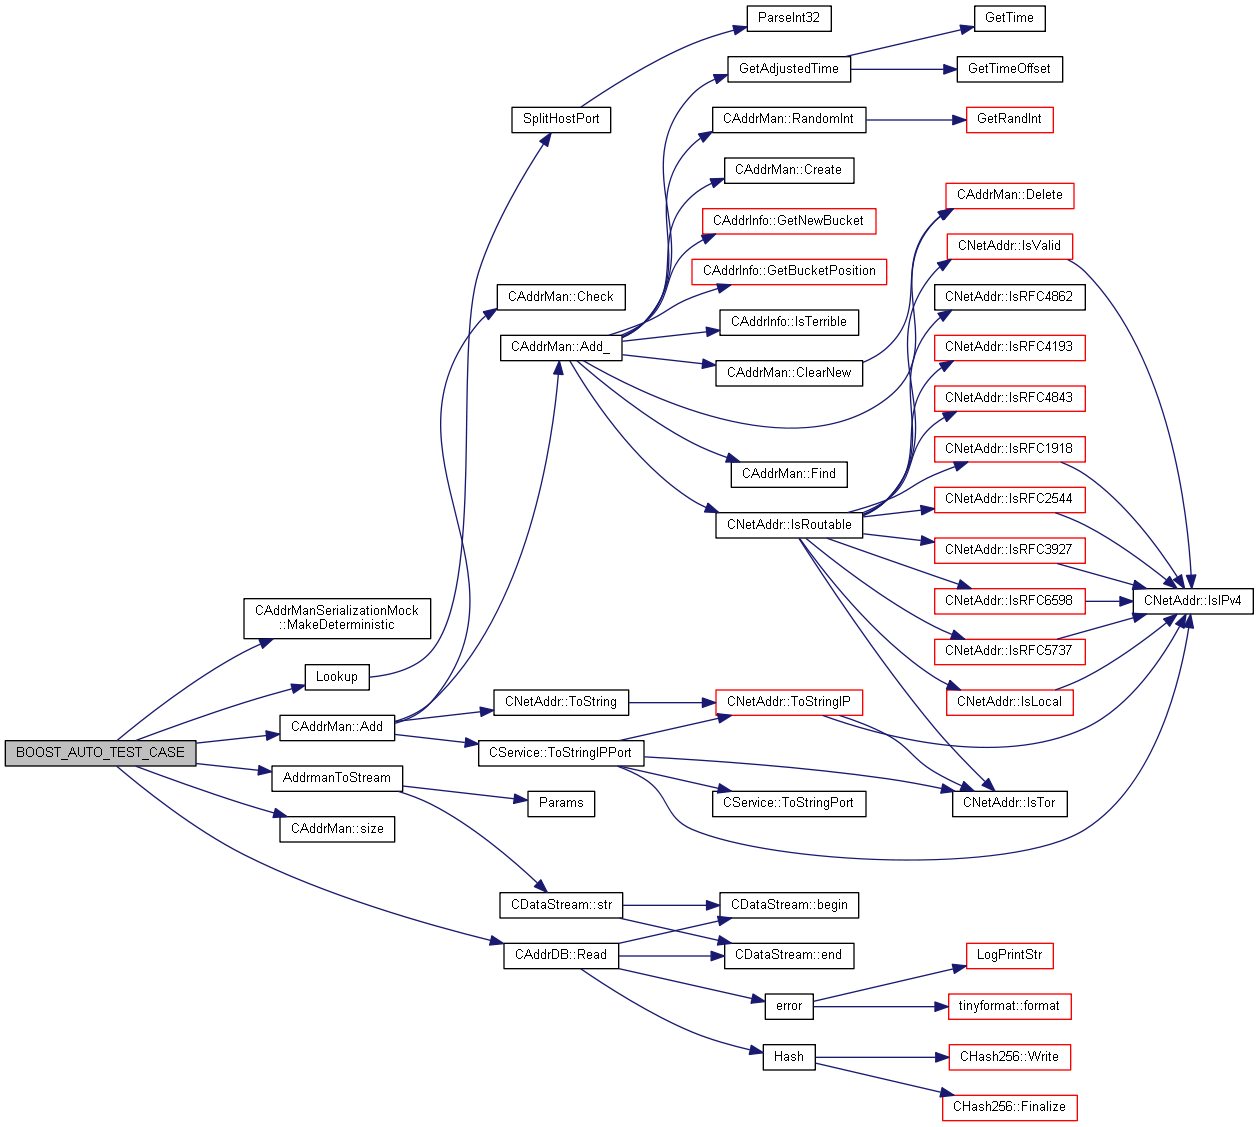 ParseInt32
GetTime
GetAdjustedTime
GetTimeOffset
SplitHostPort
CAddrMan::RandomInt
GetRandInt
CAddrMan::Create
CAddrMan::Delete
CAddrInfo::GetNewBucket
CNetAddr::IsValid
CAddrInfo::GetBucketPosition
CAddrMan::Check
CNetAddr::IsRFC4862
CAddrInfo::IsTerrible
CAddrMan::Add_
CNetAddr::IsRFC4193
CAddrMan::ClearNew
CNetAddr::IsRFC4843
CNetAddr::IsRFC1918
CAddrMan::Find
CNetAddr::IsRFC2544
CNetAddr::IsRoutable
CNetAddr::IsRFC3927
CNetAddr::IsRFC6598
CNetAddr::IsIPv4
CAddrManSerializationMock
::MakeDeterministic
CNetAddr::IsRFC5737
Lookup
CNetAddr::ToString
CNetAddr::ToStringIP
CNetAddr::IsLocal
CAddrMan::Add
BOOST_AUTO_TEST_CASE
CService::ToStringIPPort
AddrmanToStream
Params
CService::ToStringPort
CNetAddr::IsTor
CAddrMan::size
CDataStream::str
CDataStream::begin
CAddrDB::Read
CDataStream::end
LogPrintStr
error
tinyformat::format
Hash
CHash256::Write
CHash256::Finalize